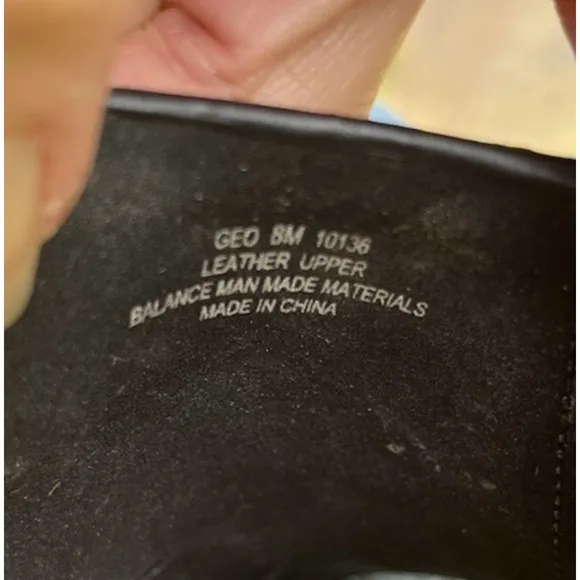 GEO 8M 10136
LEATHER UPPER
BALANCE MAN MADE MATERIALS
MADE IN CHINA